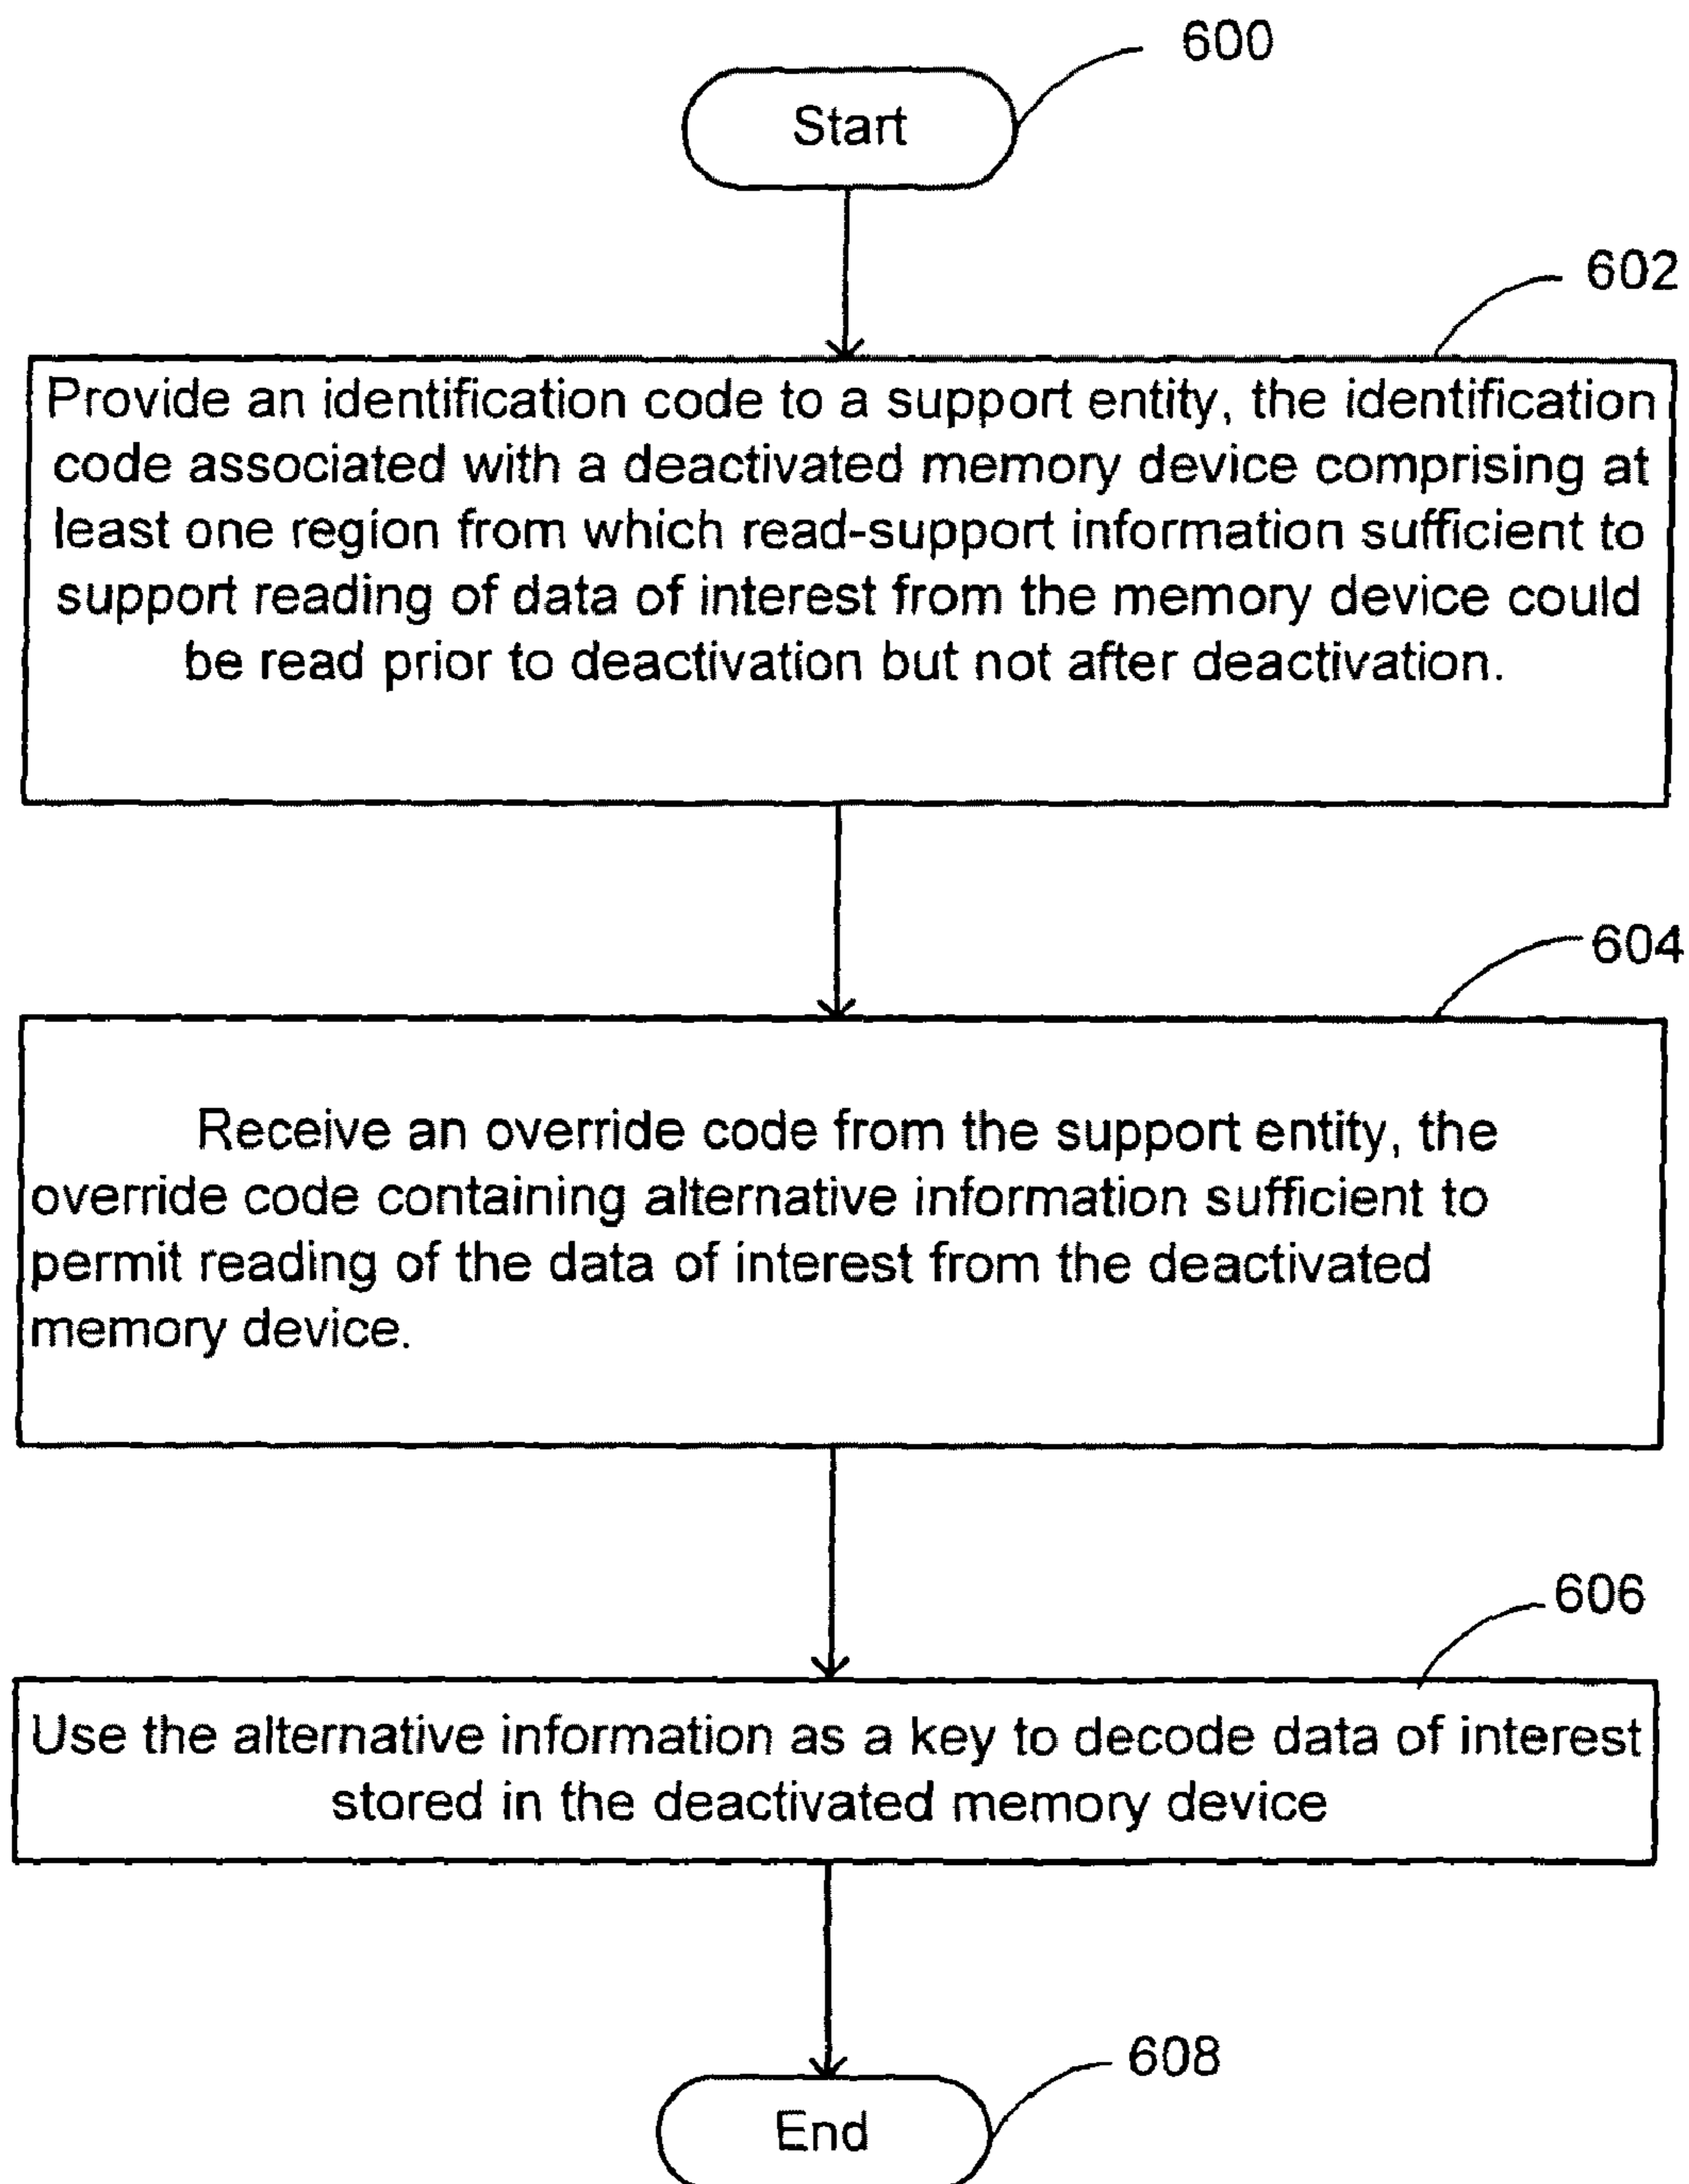 600
Start
602
Provide an identification code to a support entity, the identification
code associated with a deactivated memory device comprising at
least one region from which read-support information sufficient to
support reading of data of interest from the memory device could
be read prior to deactivation but not after deactivation.
604
Receive an override code from the support entity, the
override code containing alternative information sufficient to
permit reading of the data of interest from the deactivated
memory device.
606
Use the alternative information as a key to decode data of interest
stored in the deactivated memory device
608
End